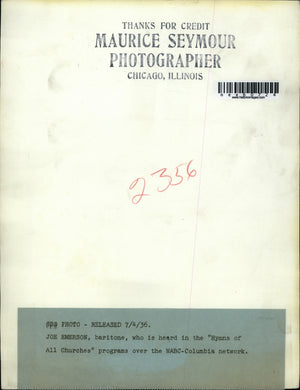 THANKS FOR CREDIT
MAURICE SEYMOUR
PHOTOGRAPHER
CHICAGO, ILLINOIS
2356
PHOTO - RELEASED 7/4/36.
JOE EMERSON, baritone, who is heard in the "Hymns of
All Churches" programs over the WABC-Columbia network.